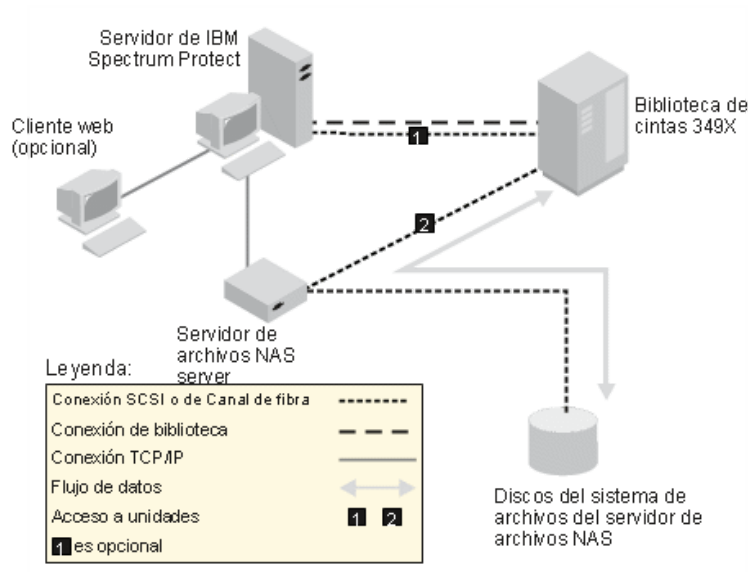 Servidor de IBM
Spectrum Protect
Cliente web
(opcional)
Biblioteca de
cintas 349X
1
2
Servidor de
archivos NAS
server
Leyenda:
Conexión SCSI o de Canal de fibra
Conexión de biblioteca
Conexión TCP/IP
Flujo de datos
Acceso a unidades 1 2
1 es opcional
Discos del sistema de
archivos del servidor de
archivos NAS